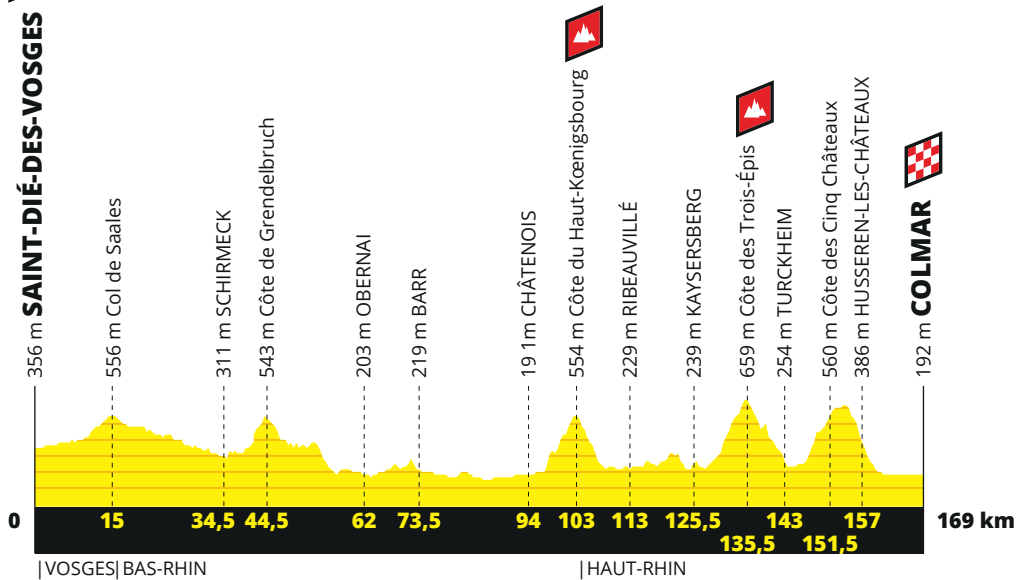 356 m SAINT-DIÉ-DES-VOSGES
556 m Col de Saales
311 m SCHIRMECK
543 m Côte de Grendelbruch
203 m OBERNAI
219 m BARR
19 1m CHÂTENOIS
554 m Côte du Haut-Kœnigsbourg
229 m RIBEAUVILLÉ
239 m KAYSERSBERG
659 m Côte des Trois-Épis
254 m TURCKHEIM
560 m Côte des Cinq Châteaux
386 m HUSSEREN-LES-CHÂTEAUX
192 m COLMAR
0 15 34,5 44,5 62 73,5 94 103 113 125,5 143 157 169 km
135,5 151,5
|VOSGES|BAS-RHIN |HAUT-RHIN